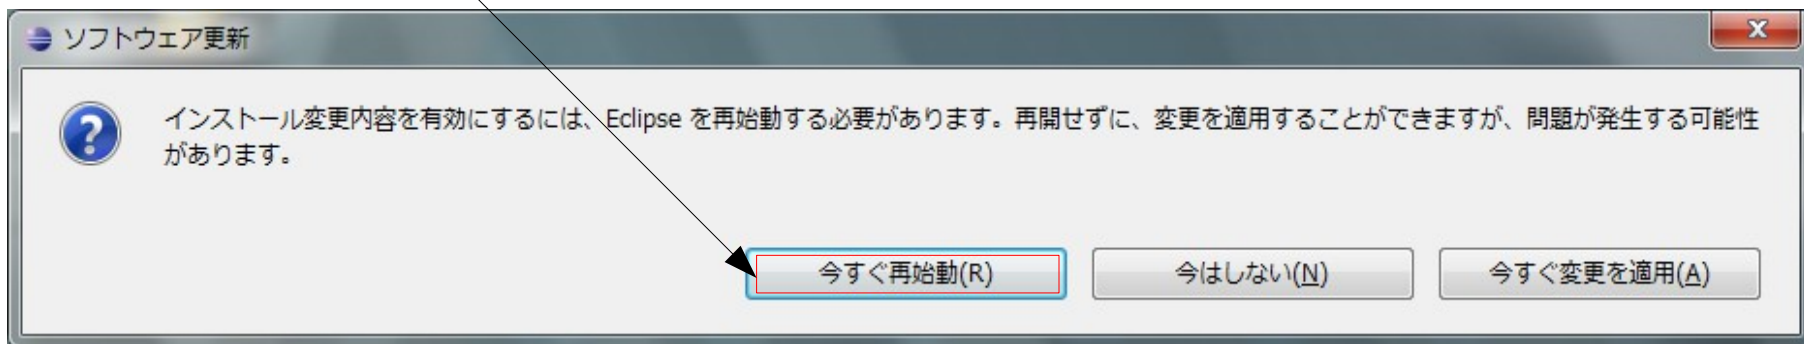 ソフトウェア更新
インストール変更内容を有効にするには、Eclipse を再始動する必要があります。再開せずに、変更を適用することができますが、問題が発生する可能性
があります。
今すぐ再始動(R) 今はしない(N) 今すぐ変更を適用(A)